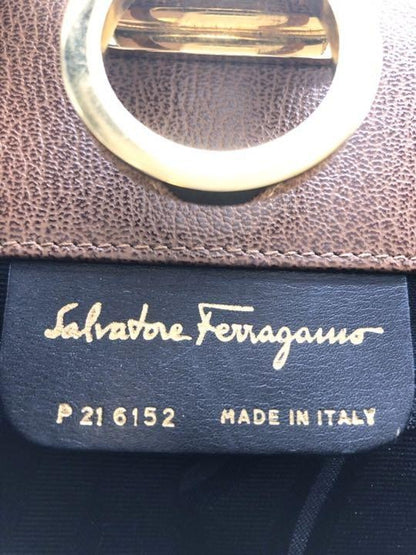 Salvatore Ferragamo
P 21 6152 MADE IN ITALY